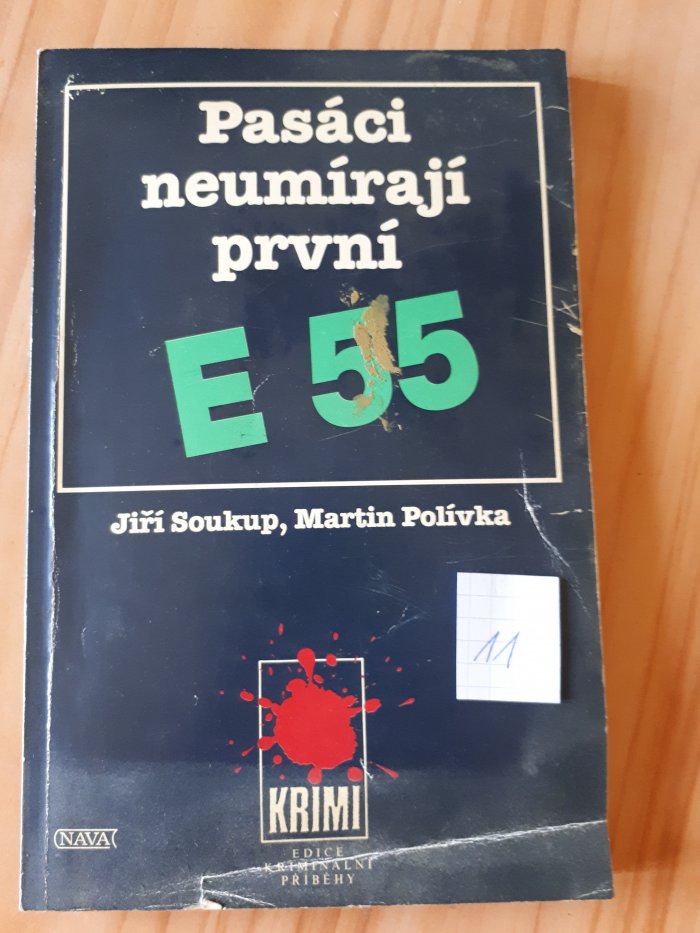 Pasáci
neumírají
první
E 55
Jiří Soukup, Martin Polívka
11
KRIMI
EDICE
KRIMINÁLNÍ
PŘÍBĚHY
NAVA